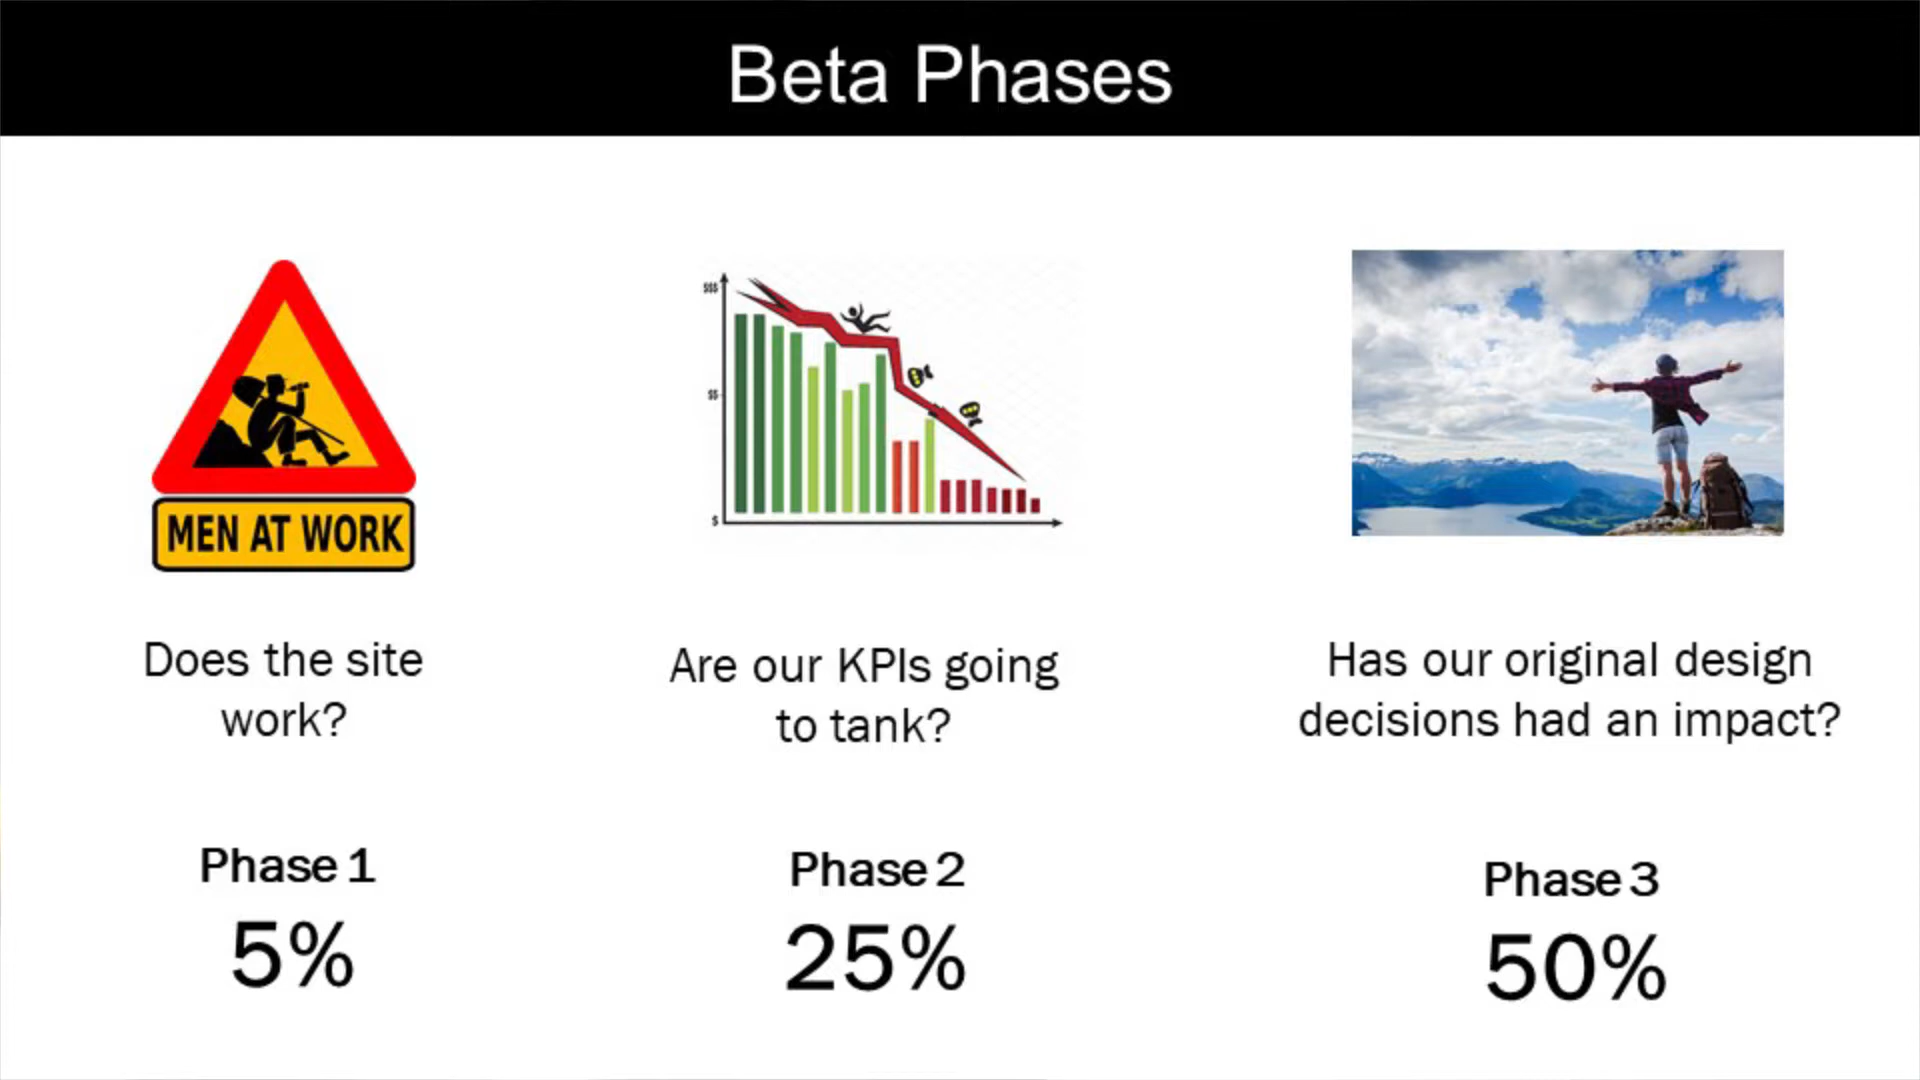 Beta Phases
$$$
$$
$
MEN AT WORK
Does the site
work?
Are our KPIs going
to tank?
Has our original design
decisions had an impact?
Phase 1
5%
Phase 2
25%
Phase 3
50%